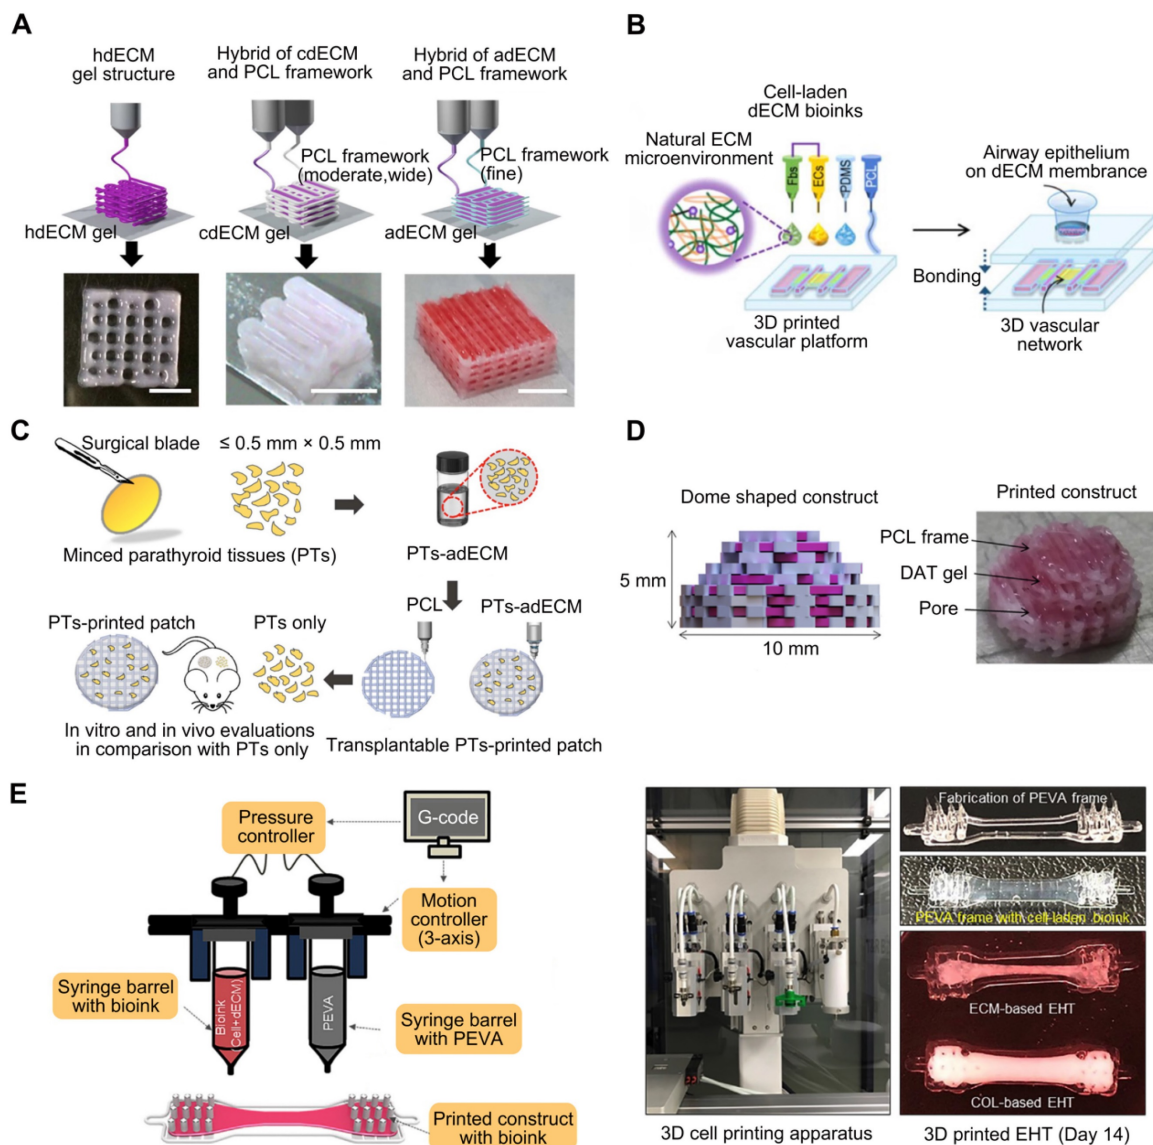 A
hdECM
gel structure
Hybrid of cdECM
and PCL framework
Hybrid of adECM
and PCL framework
PCL framework
(moderate,wide)
PCL framework
(fine)
hdECM gel
cdECM gel
adECM gel
B
Cell-laden
dECM bioinks
Natural ECM
microenvironment
Fbs
ECs
PDMS
PCL
Airway epithelium
on dECM membrance
Bonding
3D printed
vascular platform
3D vascular
network
C
Surgical blade
≤ 0.5 mm × 0.5 mm
Minced parathyroid tissues (PTs)
PTs-adECM
PCL
PTs-adECM
PTs-printed patch
PTs only
In vitro and in vivo evaluations
in comparison with PTs only
Transplantable PTs-printed patch
D
Dome shaped construct
Printed construct
5 mm
10 mm
PCL frame
DAT gel
Pore
E
Pressure
controller
G-code
Motion
controller
(3-axis)
Syringe barrel
with bioink
Bioink
(Cell+dECM)
PEVA
Syringe barrel
with PEVA
Printed construct
with bioink
3D cell printing apparatus
Fabrication of PEVA frame
PEVA frame with cell-laden bioink
ECM-based EHT
COL-based EHT
3D printed EHT (Day 14)